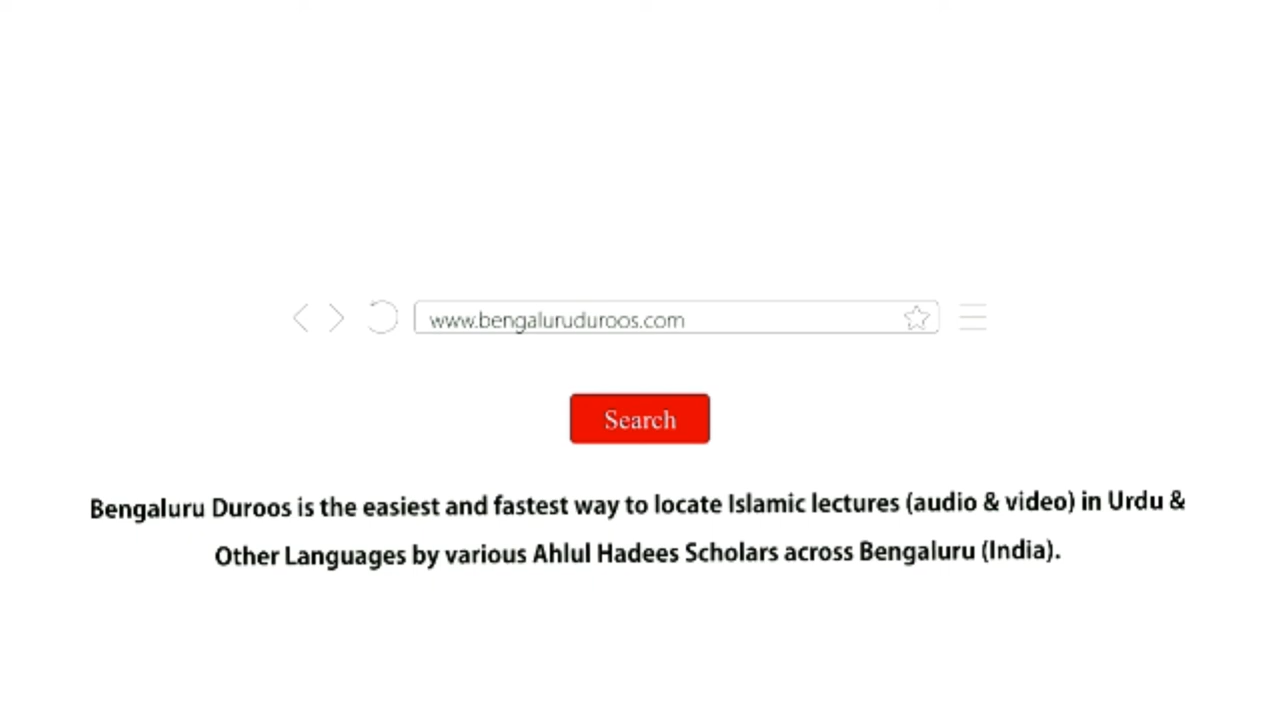 www.bengaluruduroos.com
Search
Bengaluru Duroos is the easiest and fastest way to locate Islamic lectures (audio & video) in Urdu &
Other Languages by various Ahlul Hadees Scholars across Bengaluru (India).